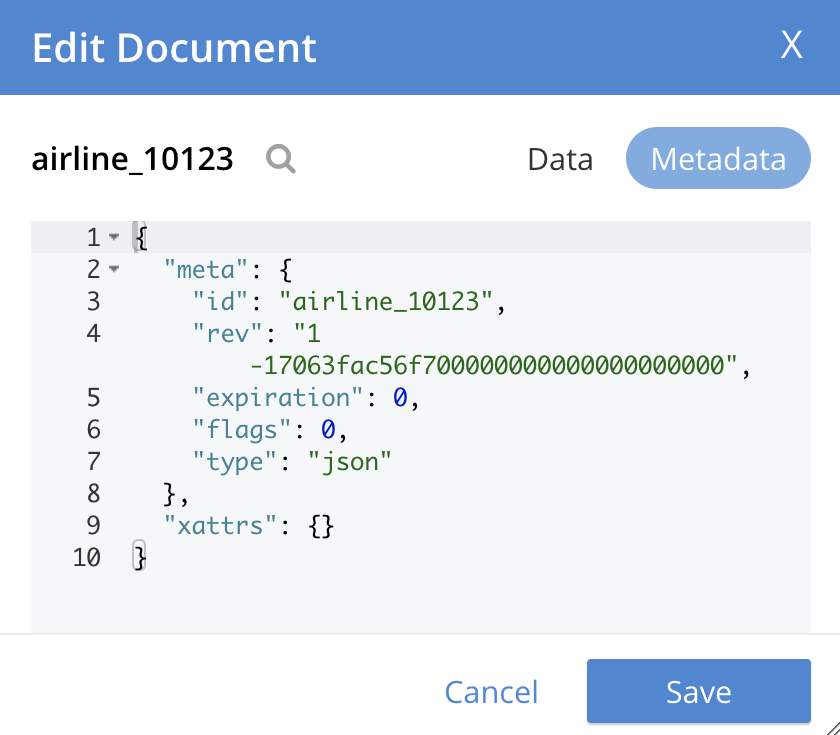 Edit Document
X
airline_10123
Data
Metadata
1 {
2 "meta": {
3 "id": "airline_10123",
4 "rev": "1
-17063fac56f700000000000000000000",
5 "expiration": 0,
6 "flags": 0,
7 "type": "json"
8 },
9 "xattrs": {}
10 }
Cancel
Save